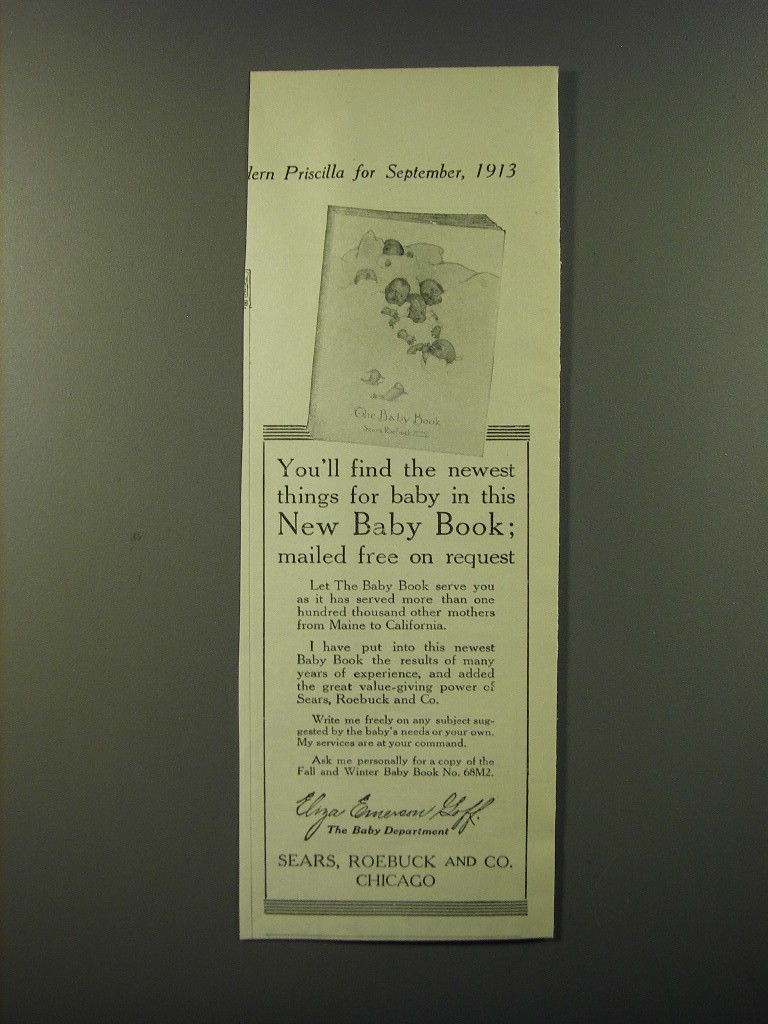 lern Priscilla for September, 1913
The Baby Book
Sears Roebuck
You'll find the newest
things for baby in this
New Baby Book;
mailed free on request
Let The Baby Book serve you
as it has served more than one
hundred thousand other mothers
from Maine to California.
I have put into this newest
Baby Book the results of many
years of experience, and added
the great value-giving power of
Sears, Roebuck and Co.
Write me freely on any subject sug-
gested by the baby's needs or your own.
My services are at your command.
Ask me personally for a copy of the
Fall and Winter Baby Book No. 68M2.
Eliza Emerson Goff.
The Baby Department
SEARS, ROEBUCK AND CO.
CHICAGO